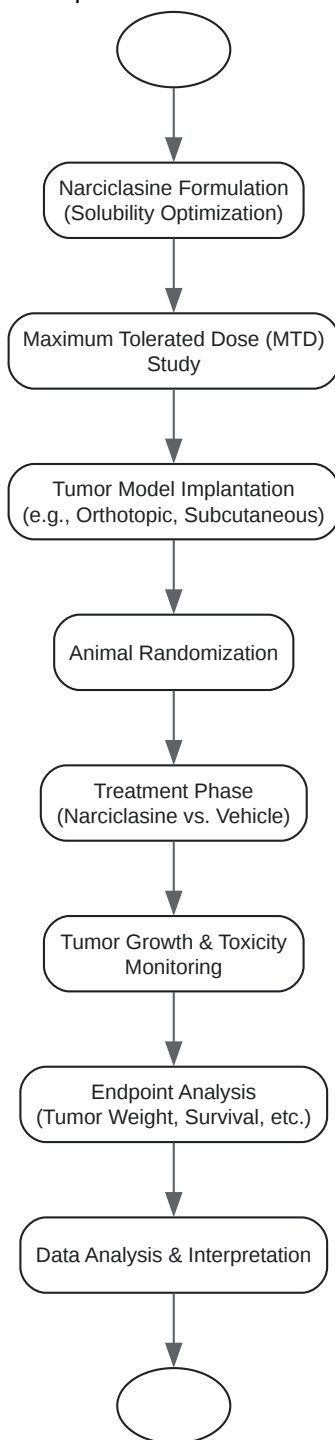 Narciclasine Formulation
(Solubility Optimization)
Maximum Tolerated Dose (MTD)
Study
Tumor Model Implantation
(e.g., Orthotopic, Subcutaneous)
Animal Randomization
Treatment Phase
(Narciclasine vs. Vehicle)
Tumor Growth & Toxicity
Monitoring
Endpoint Analysis
(Tumor Weight, Survival, etc.)
Data Analysis & Interpretation